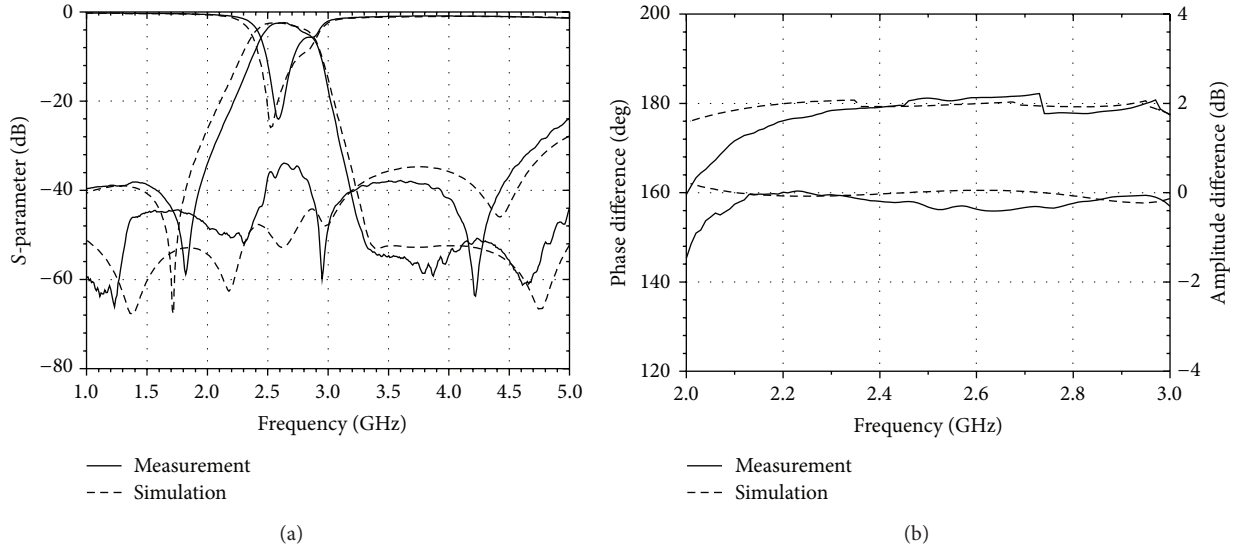 0
−20
−40
−60
−80
S-parameter (dB)
1.0 1.5 2.0 2.5 3.0 3.5 4.0 4.5 5.0
Frequency (GHz)
Measurement
Simulation
(a)
200
180
160
140
120
Phase difference (deg)
4
2
0
−2
−4
Amplitude difference (dB)
2.0 2.2 2.4 2.6 2.8 3.0
Frequency (GHz)
Measurement
Simulation
(b)